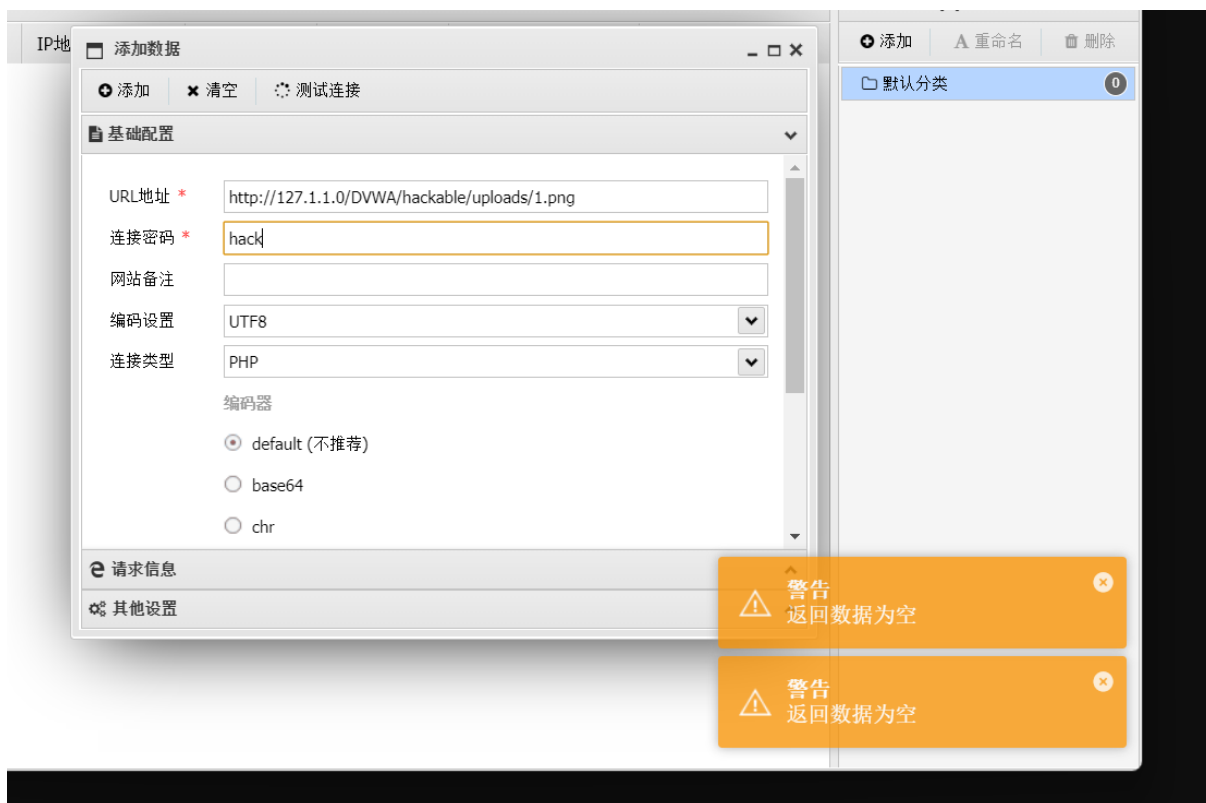 IP地
添加数据
添加 清空 测试连接
基础配置
URL地址 * http://127.1.1.0/DVWA/hackable/uploads/1.png
连接密码 * hack
网站备注
编码设置 UTF8
连接类型 PHP
编码器
default (不推荐)
base64
chr
请求信息
其他设置
添加 A 重命名 删除
默认分类 0
警告
返回数据为空
警告
返回数据为空